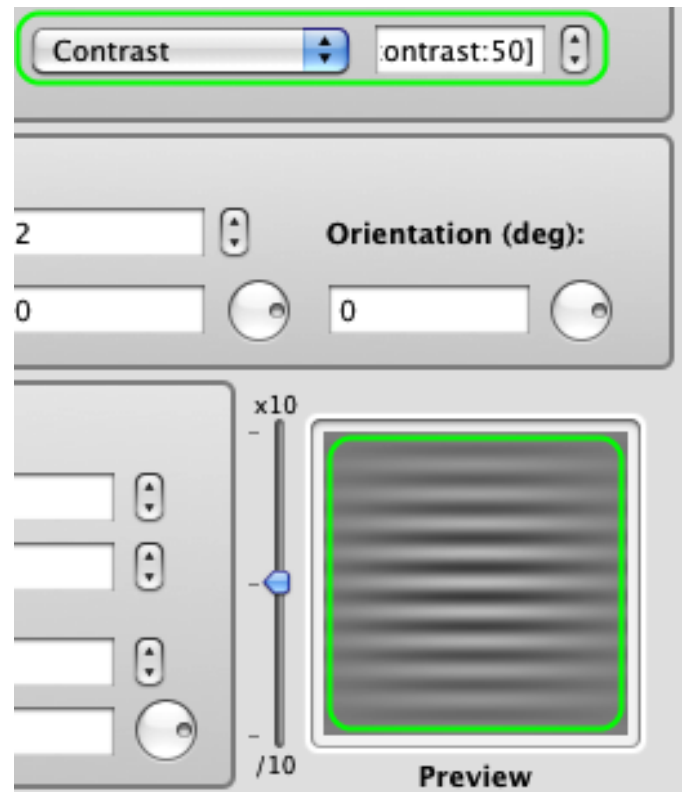 Contrast :ontrast:50]
2 Orientation (deg):
0 0
x10
/10 Preview